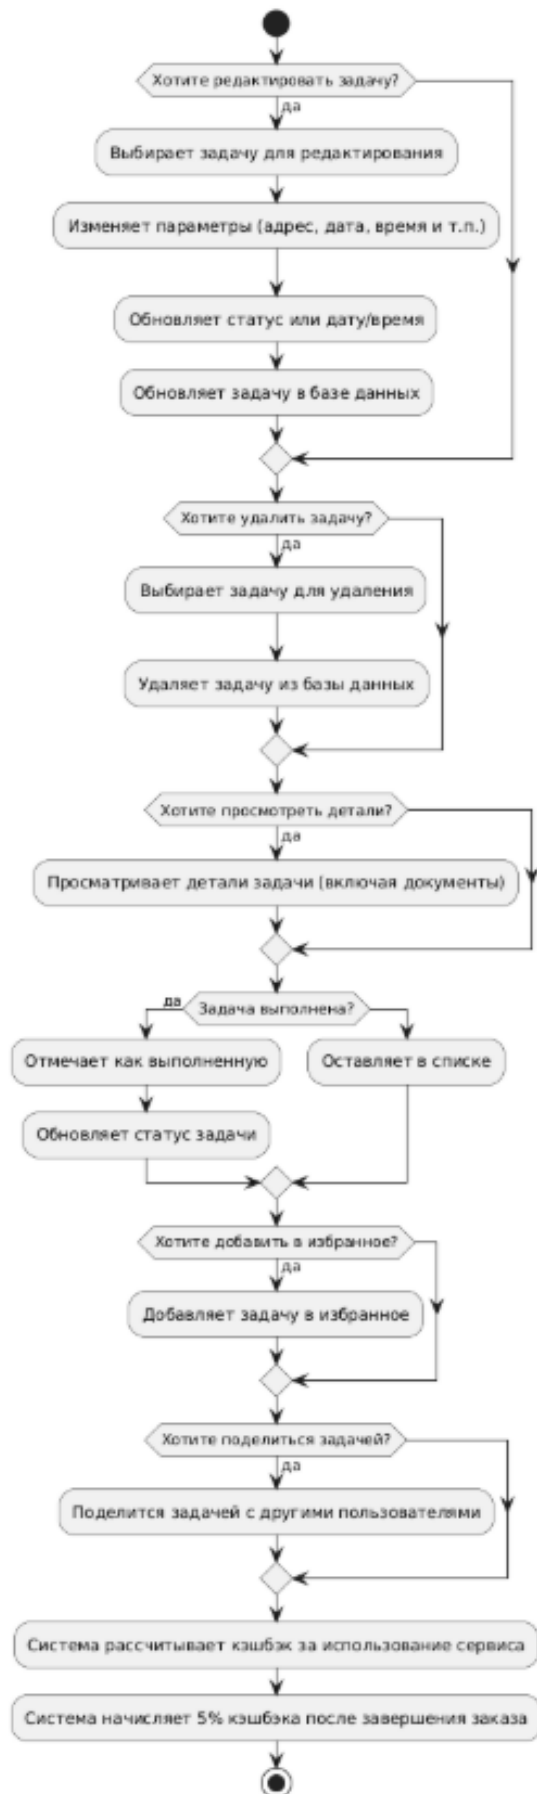 Хотите редактировать задачу?
да
Выбирает задачу для редактирования
Изменяет параметры (адрес, дата, время и т.п.)
Обновляет статус или дату/время
Обновляет задачу в базе данных
Хотите удалить задачу?
да
Выбирает задачу для удаления
Удаляет задачу из базы данных
Хотите просмотреть детали?
да
Просматривает детали задачи (включая документы)
да
Задача выполнена?
Отмечает как выполненную
Оставляет в списке
Обновляет статус задачи
Хотите добавить в избранное?
да
Добавляет задачу в избранное
Хотите поделиться задачей?
да
Поделится задачей с другими пользователями
Система рассчитывает кэшбэк за использование сервиса
Система начисляет 5% кэшбэка после завершения заказа